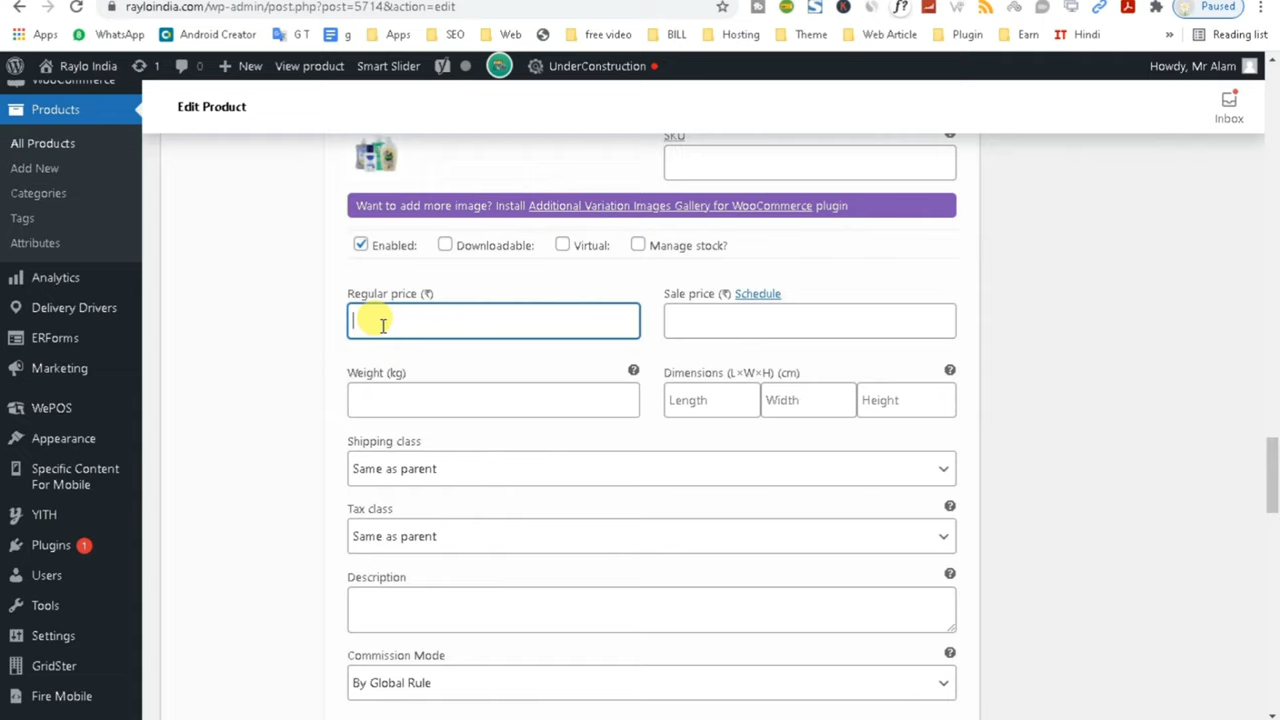 rayloindia.com/wp-admin/post.php?post=5714&action=edit
Paused
Apps
WhatsApp
Android Creator
G T
g
Apps
SEO
Web
free video
BILL
Hosting
Theme
Web Article
Plugin
Earn
Hindi
»
Reading list
Raylo India
1
0
New
View product
Smart Slider
UnderConstruction
Howdy, Mr Alam
WooCommerce
Products
All Products
Add New
Categories
Tags
Attributes
Analytics
Delivery Drivers
ERForms
Marketing
WePOS
Appearance
Specific Content
For Mobile
YITH
Plugins 1
Users
Tools
Settings
GridSter
Fire Mobile
Edit Product
Inbox
SKU
Want to add more image? Install Additional Variation Images Gallery for WooCommerce plugin
Enabled:
Downloadable:
Virtual:
Manage stock?
Regular price (₹)
Sale price (₹) Schedule
Weight (kg)
Dimensions (L×W×H) (cm)
Length
Width
Height
Shipping class
Same as parent
Tax class
Same as parent
Description
Commission Mode
By Global Rule